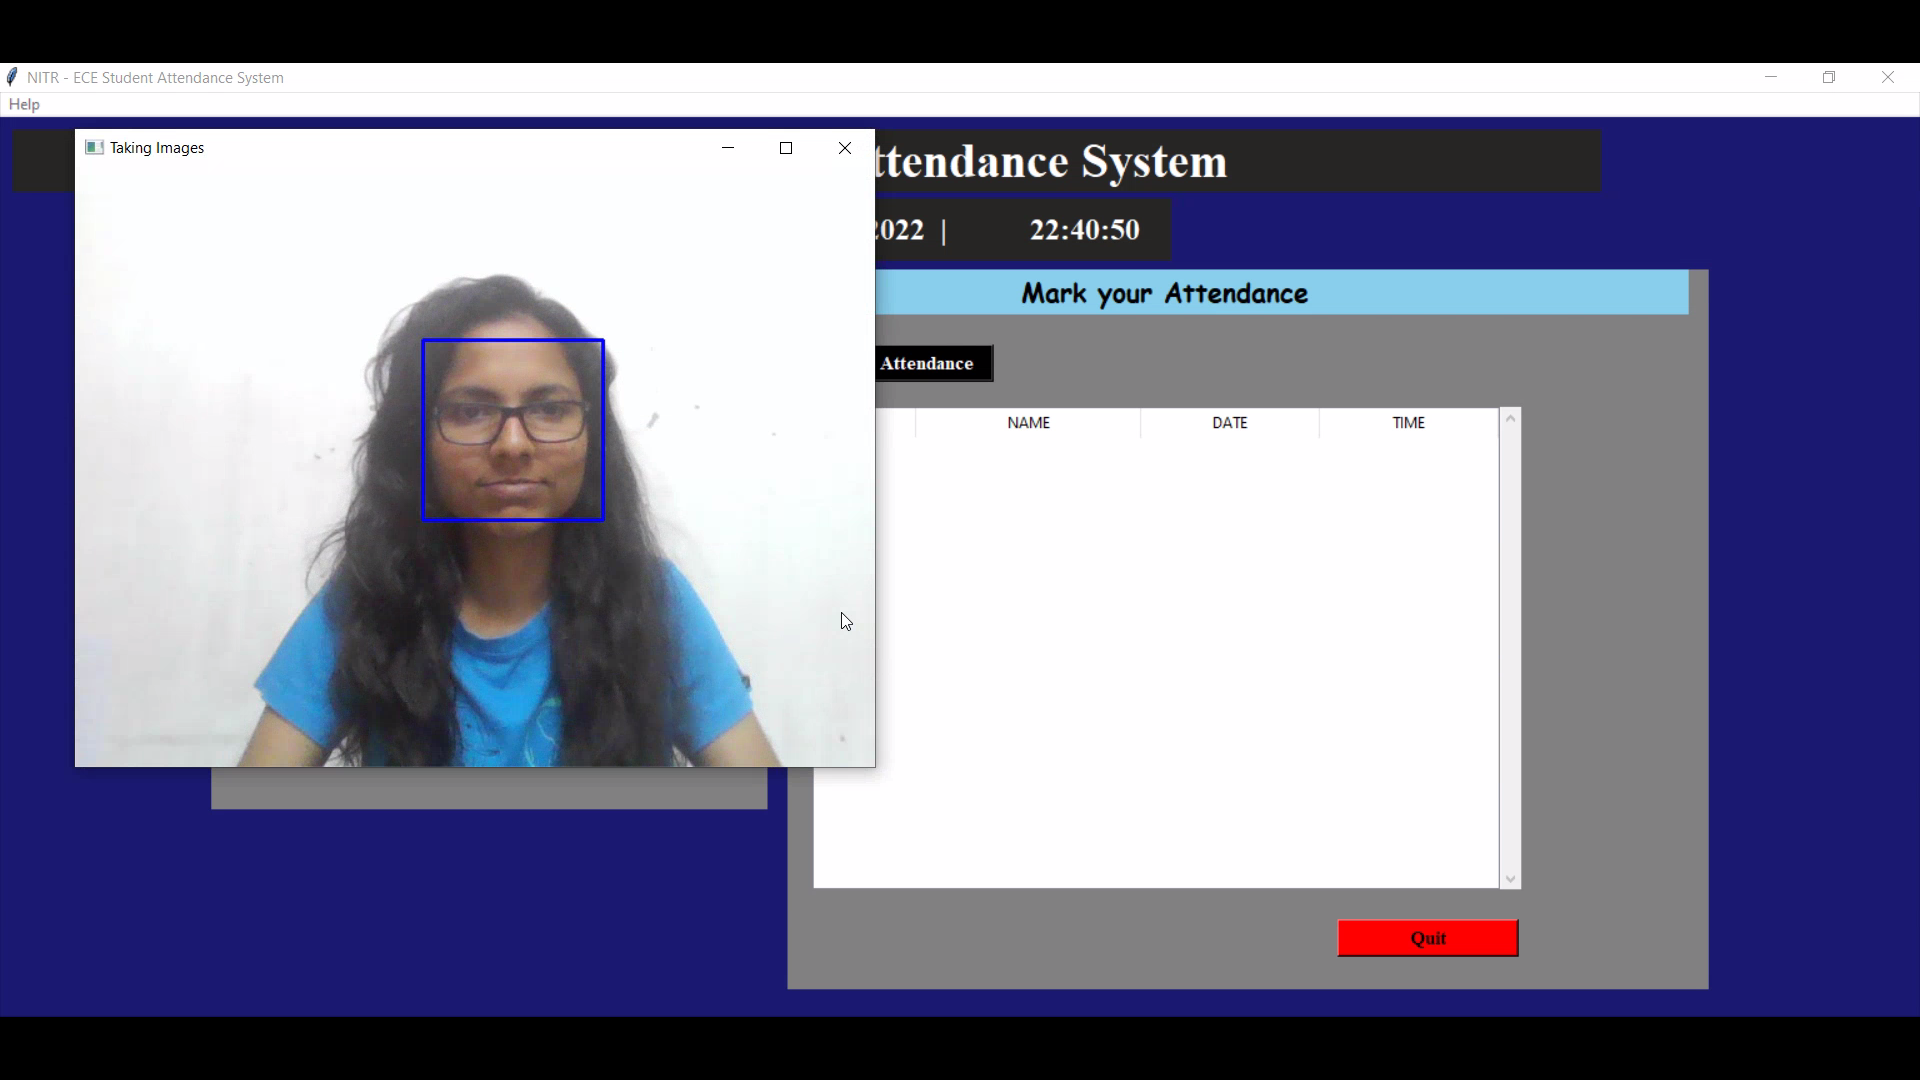 NITR - ECE Student Attendance System
Help
Taking Images
ttendance System
2022 | 22:40:50
Mark your Attendance
Attendance
NAME DATE TIME
Quit